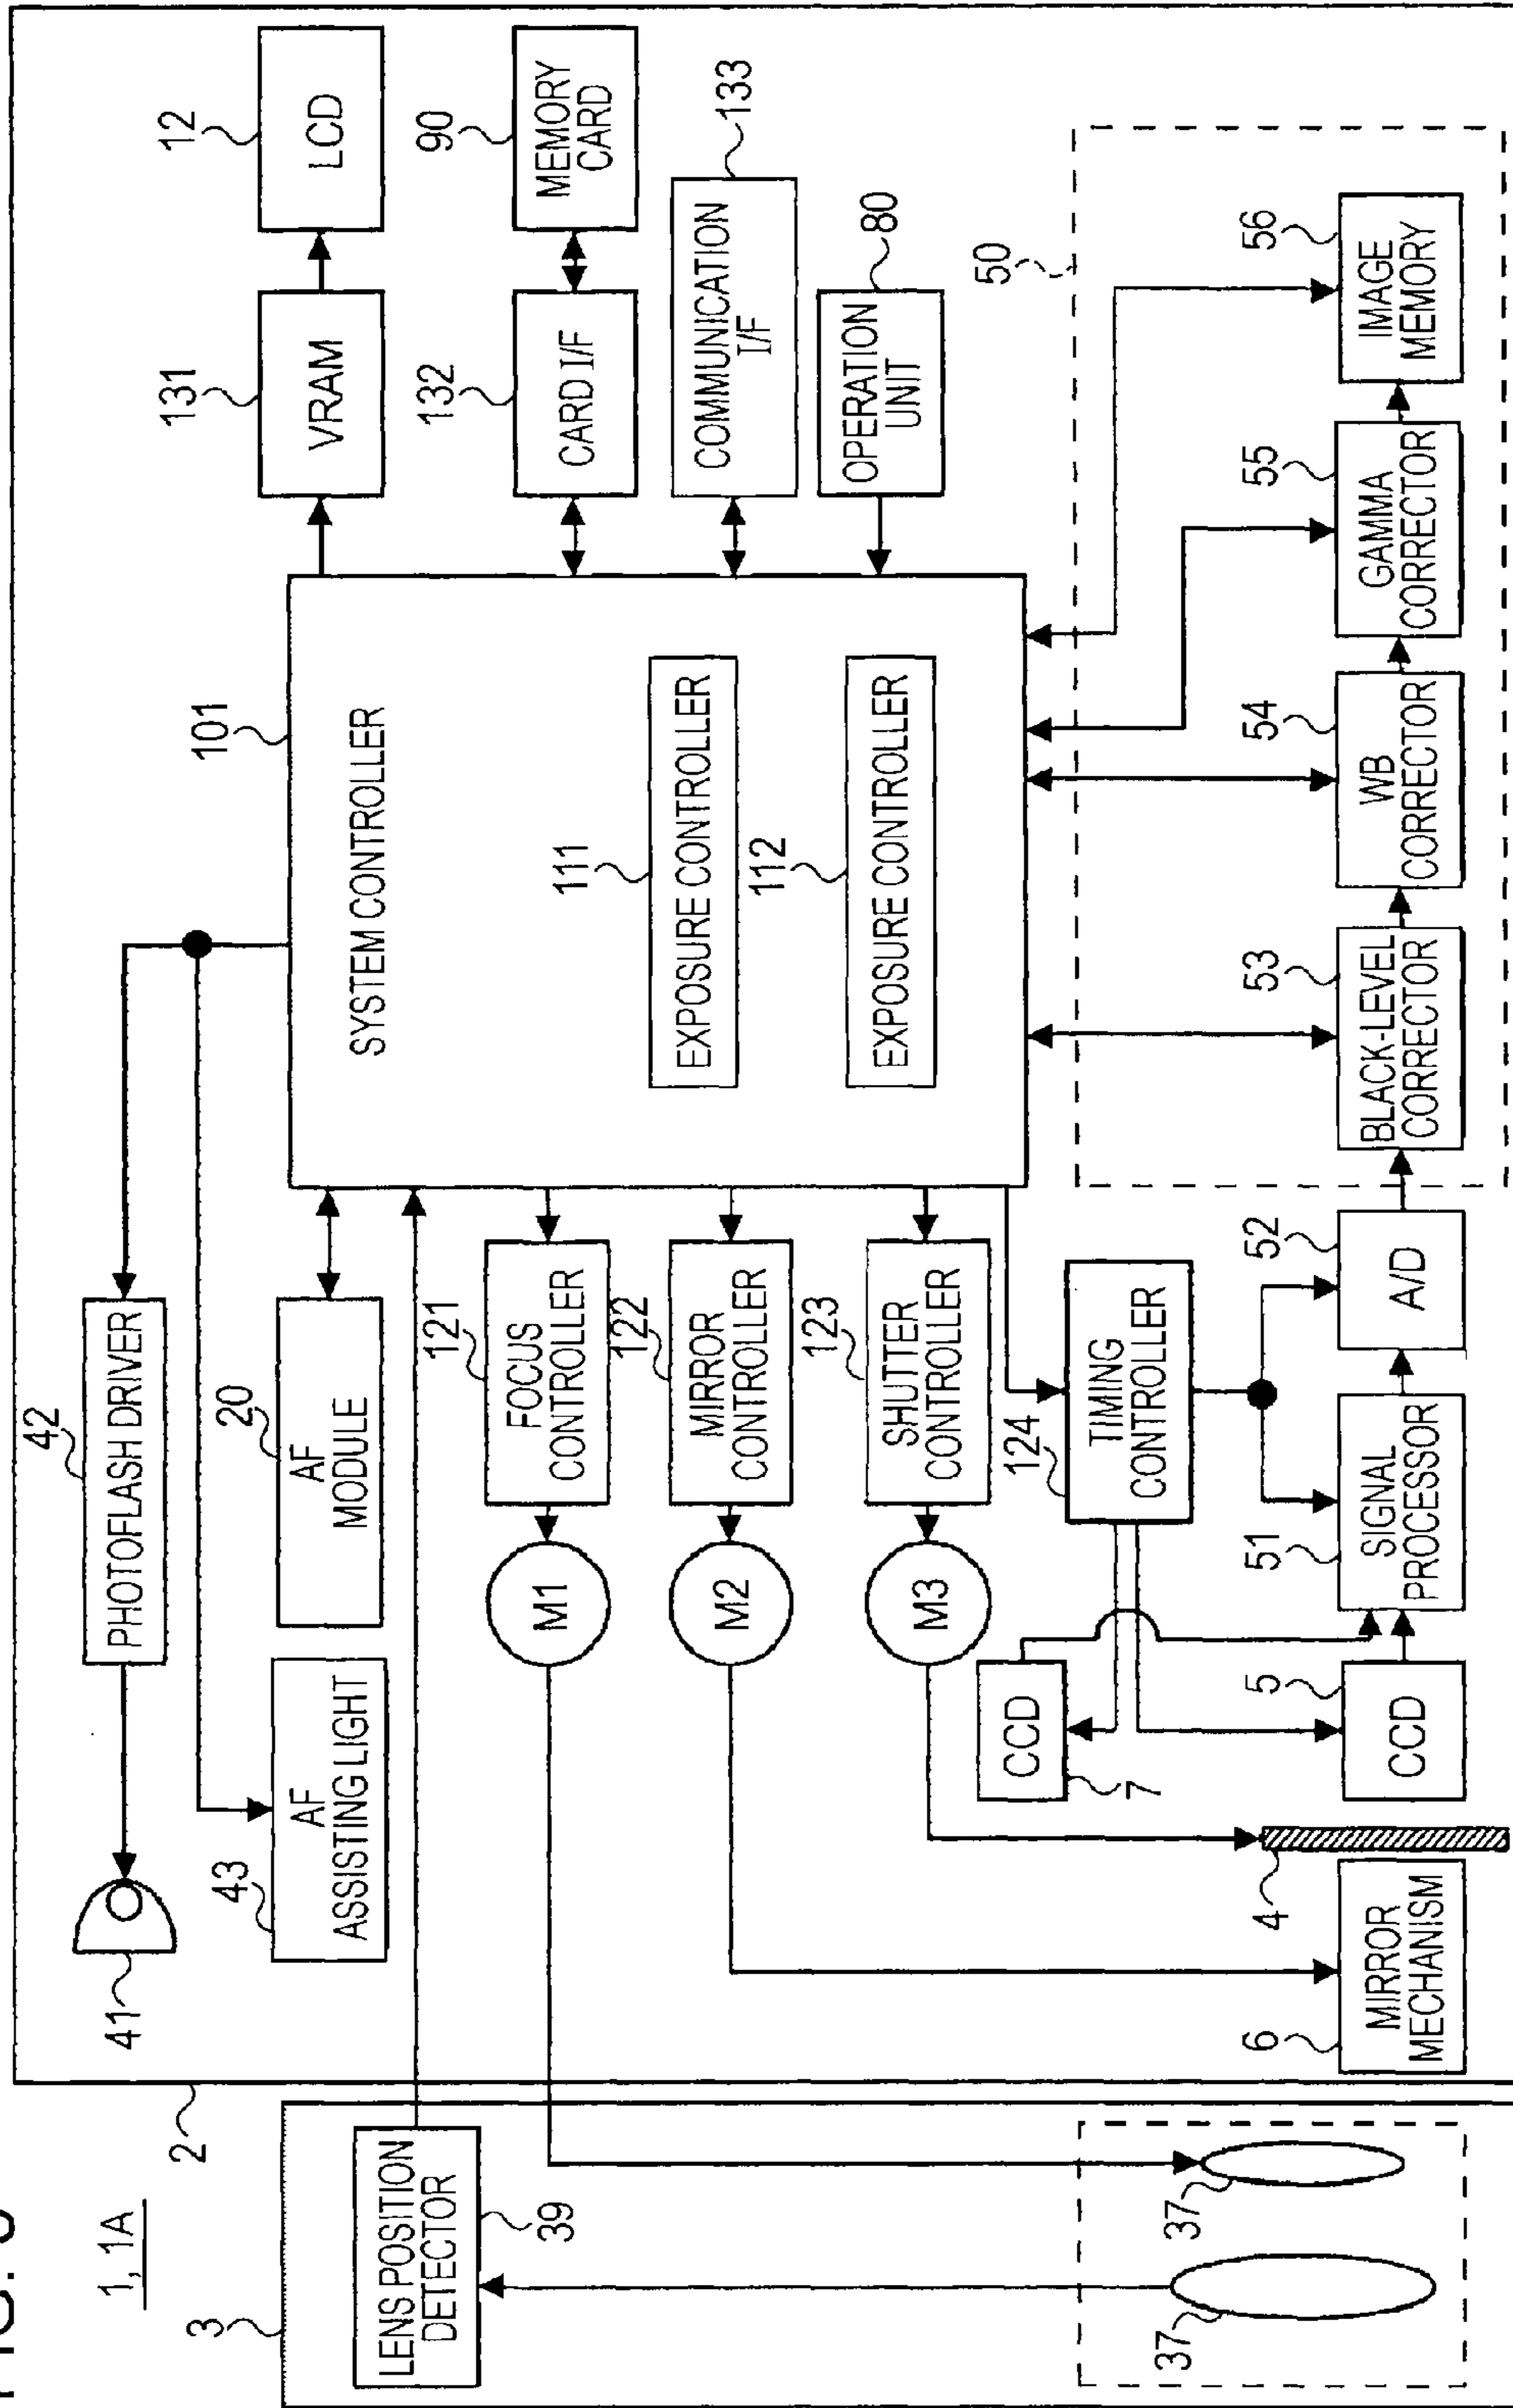 FIG. 3
1, 1A
3
2
LENS POSITION
DETECTOR
39
37
37
41
42
PHOTOFLASH DRIVER
43
AF
ASSISTING LIGHT
20
AF
MODULE
101
SYSTEM CONTROLLER
111
EXPOSURE CONTROLLER
112
EXPOSURE CONTROLLER
131
VRAM
12
LCD
132
CARD I/F
90
MEMORY
CARD
133
COMMUNICATION
I/F
80
OPERATION
UNIT
M1
121
FOCUS
CONTROLLER
M2
122
MIRROR
CONTROLLER
M3
123
SHUTTER
CONTROLLER
124
TIMING
CONTROLLER
CCD
7
6
MIRROR
MECHANISM
4
5
CCD
51
SIGNAL
PROCESSOR
52
A/D
50
53
BLACK-LEVEL
CORRECTOR
54
WB
CORRECTOR
55
GAMMA
CORRECTOR
56
IMAGE
MEMORY